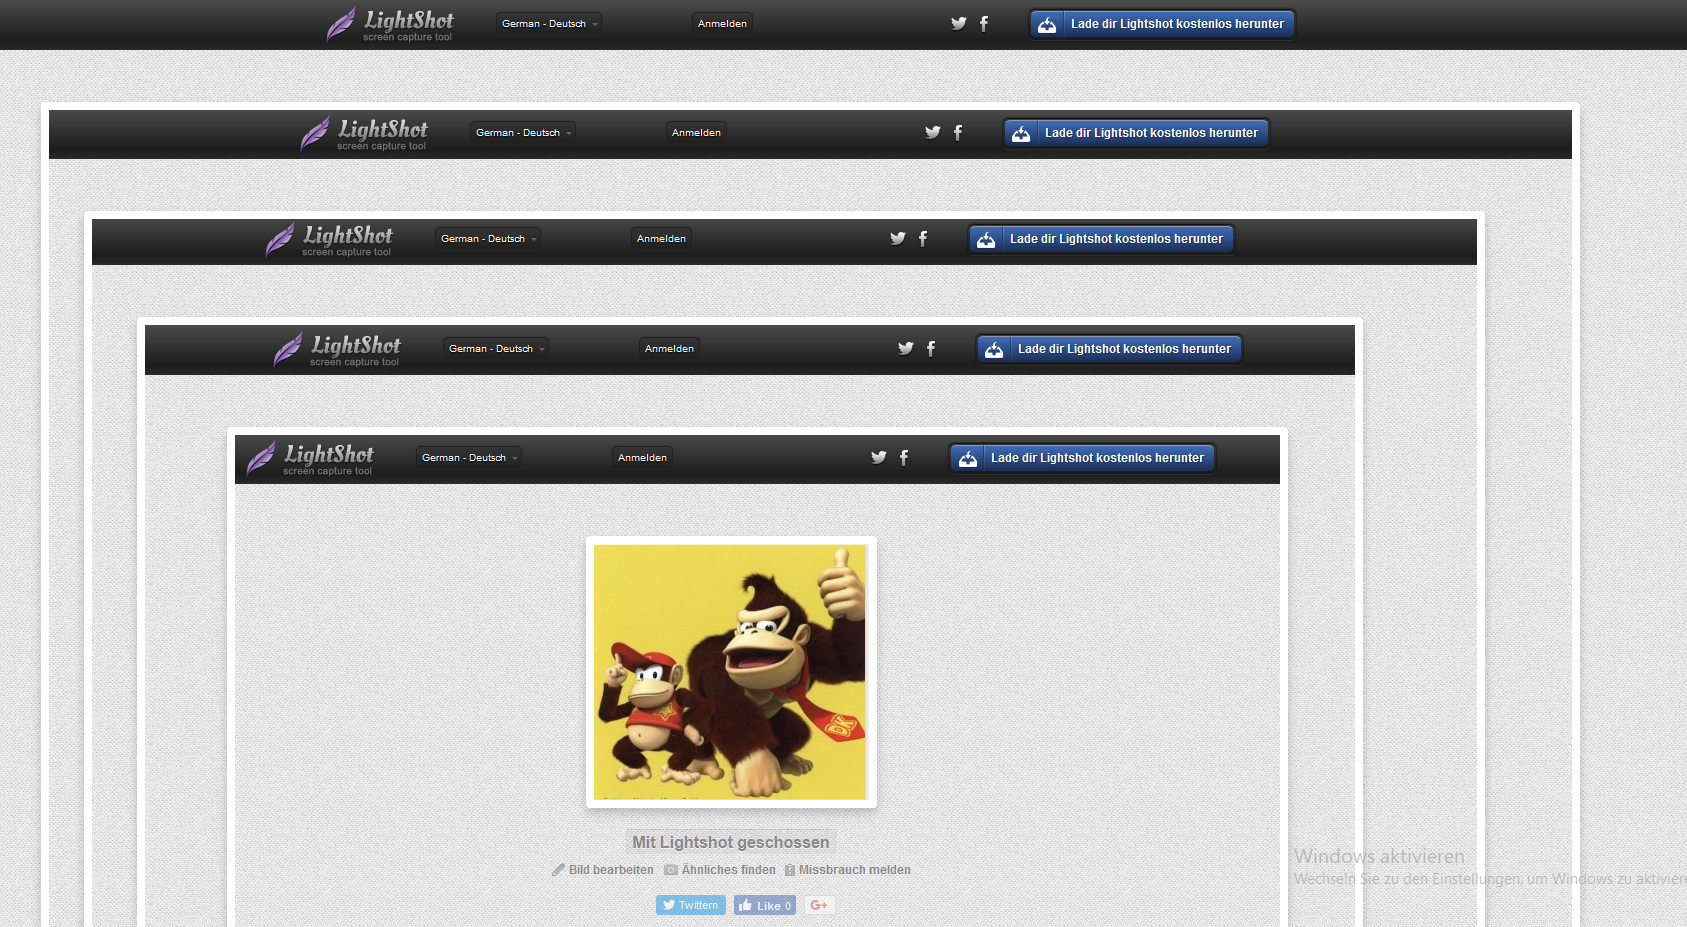 LightShot
screen capture tool
German - Deutsch
Anmelden
Lade dir Lightshot kostenlos herunter
LightShot
screen capture tool
German - Deutsch
Anmelden
Lade dir Lightshot kostenlos herunter
LightShot
screen capture tool
German - Deutsch
Anmelden
Lade dir Lightshot kostenlos herunter
LightShot
screen capture tool
German - Deutsch
Anmelden
Lade dir Lightshot kostenlos herunter
LightShot
screen capture tool
German - Deutsch
Anmelden
Lade dir Lightshot kostenlos herunter
DK
Mit Lightshot geschossen
Bild bearbeiten Ähnliches finden Missbrauch melden
Twittern Like 0 G+
Windows aktivieren
Wechseln Sie zu den Einstellungen, um Windows zu aktiviere